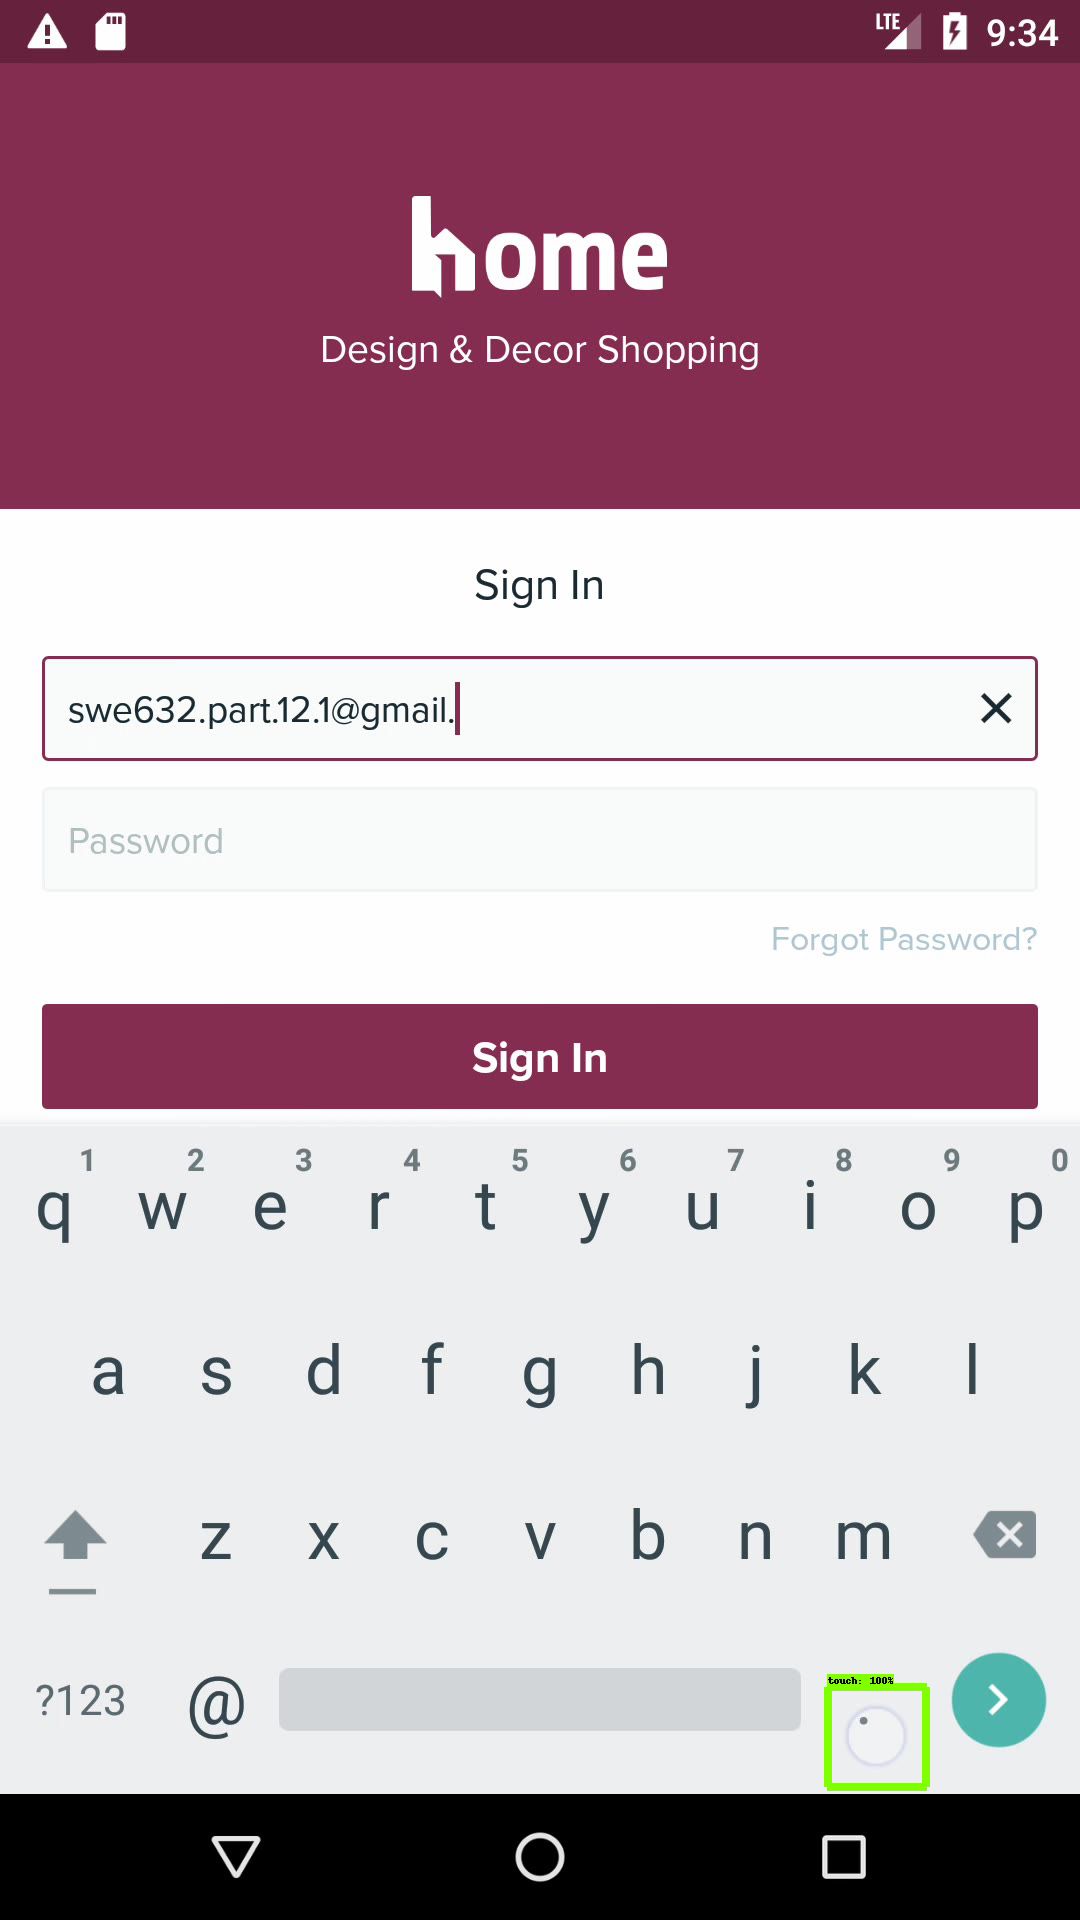 LTE 9:34
home
Design & Decor Shopping
Sign In
swe632.part.12.1@gmail.
Password
Forgot Password?
Sign In
1 2 3 4 5 6 7 8 9 0
q w e r t y u i o p
a s d f g h j k l
z x c v b n m
touch: 100%
?123 @ .